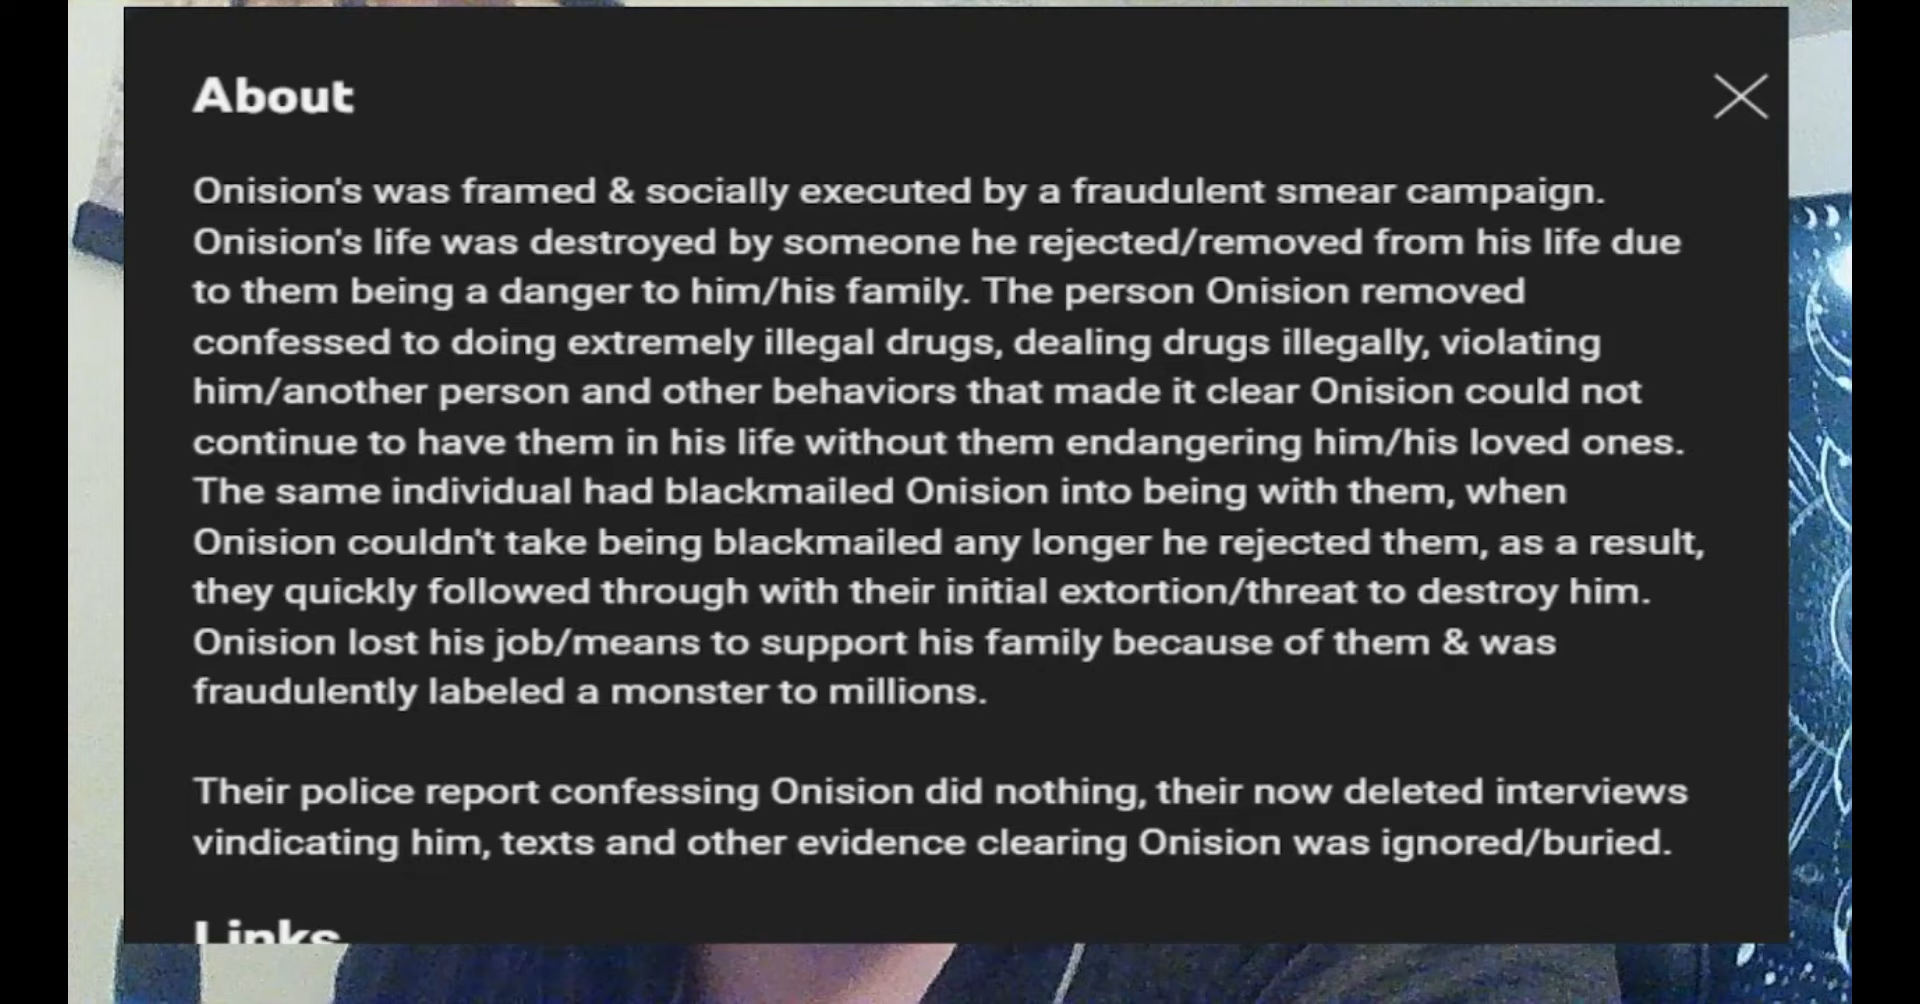 About
Onision's was framed & socially executed by a fraudulent smear campaign.
Onision's life was destroyed by someone he rejected/removed from his life due
to them being a danger to him/his family. The person Onision removed
confessed to doing extremely illegal drugs, dealing drugs illegally, violating
him/another person and other behaviors that made it clear Onision could not
continue to have them in his life without them endangering him/his loved ones.
The same individual had blackmailed Onision into being with them, when
Onision couldn't take being blackmailed any longer he rejected them, as a result,
they quickly followed through with their initial extortion/threat to destroy him.
Onision lost his job/means to support his family because of them & was
fraudulently labeled a monster to millions.
Their police report confessing Onision did nothing, their now deleted interviews
vindicating him, texts and other evidence clearing Onision was ignored/buried.
Links